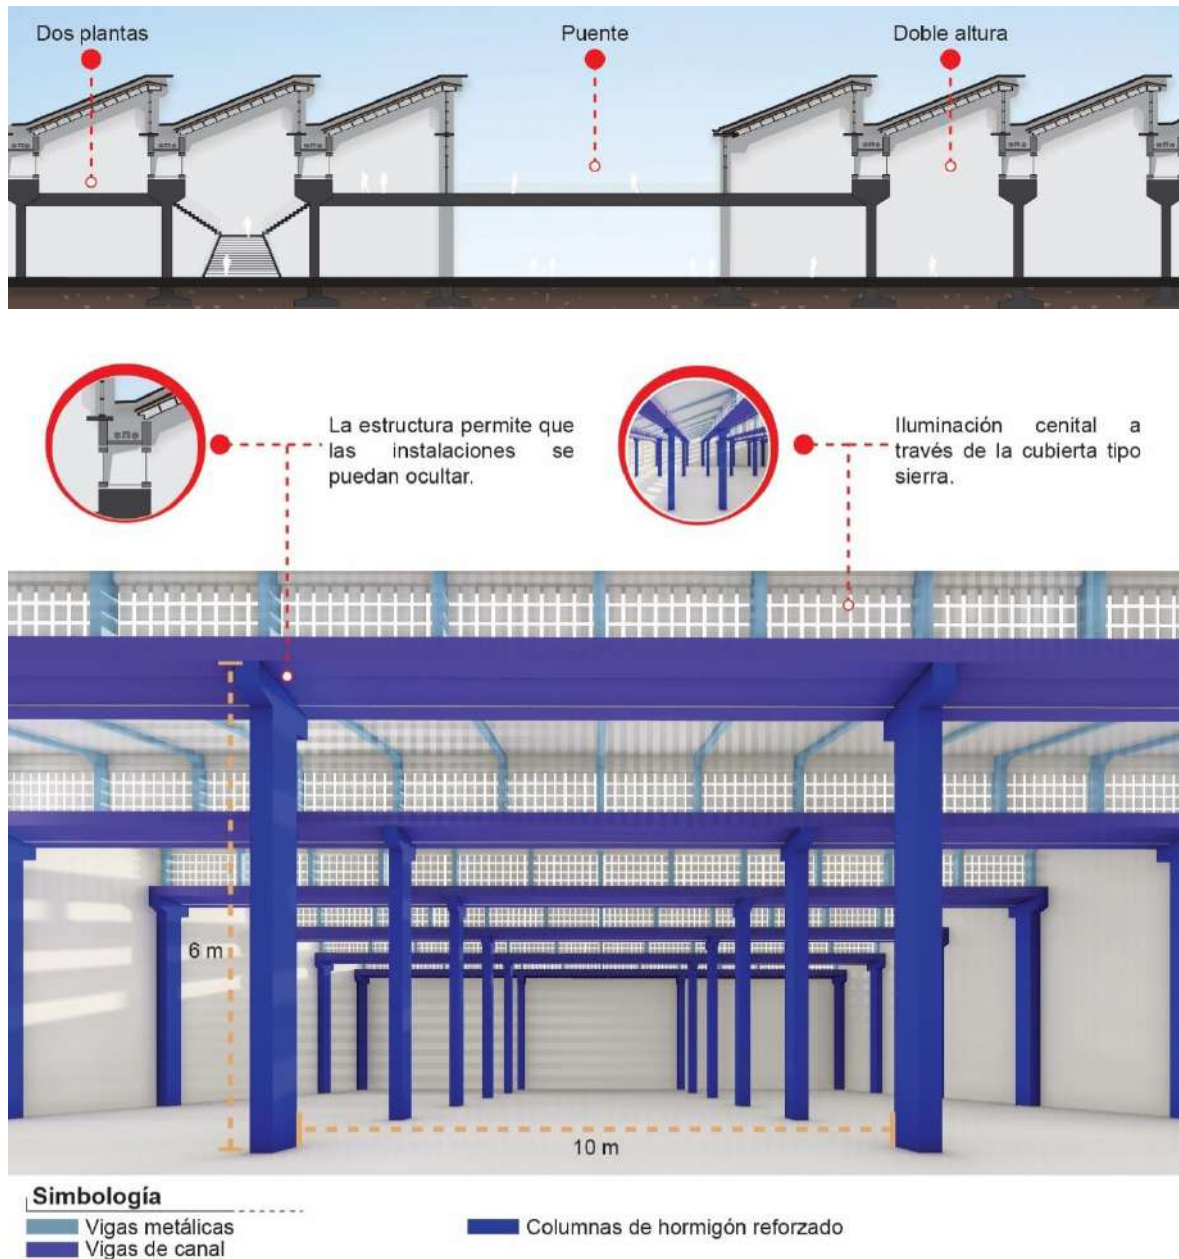 Dos plantas
Puente
Doble altura
La estructura permite que
las instalaciones se
puedan ocultar.
Iluminación cenital a
través de la cubierta tipo
sierra.
6 m
10 m
Simbología
Vigas metálicas
Vigas de canal
Columnas de hormigón reforzado